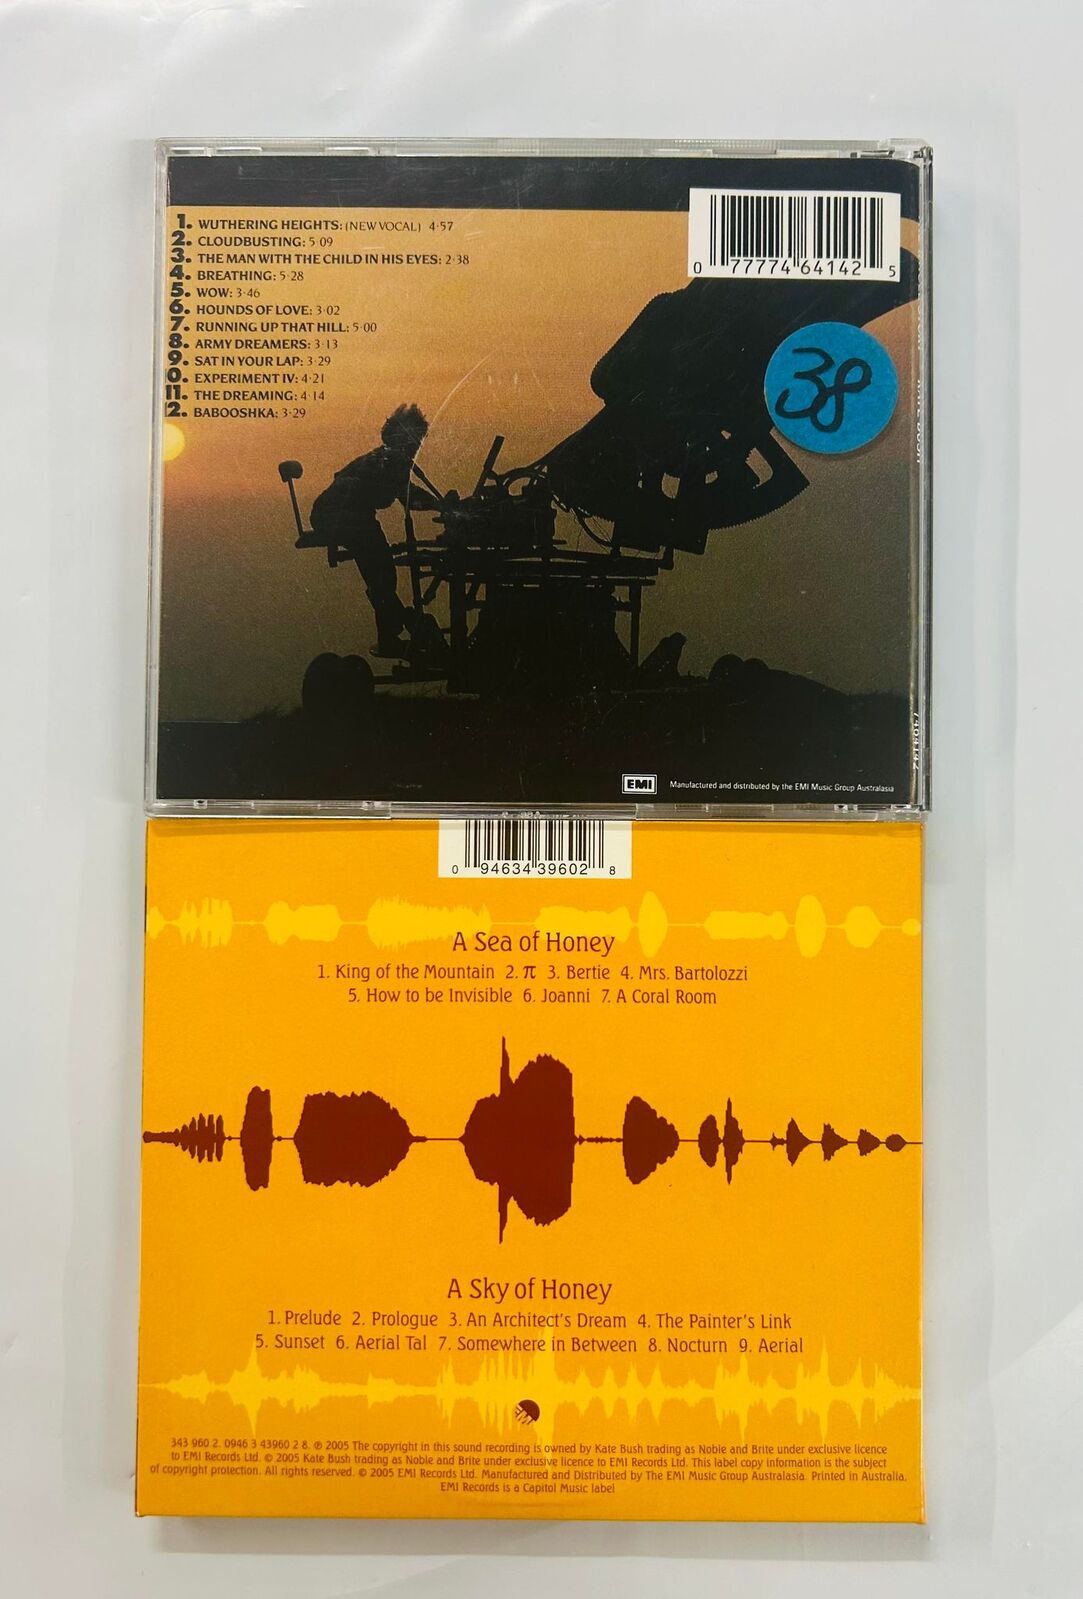 1. WUTHERING HEIGHTS: (NEW VOCAL) 4·57
2. CLOUDBUSTING: 5·09
3. THE MAN WITH THE CHILD IN HIS EYES: 2·38
4. BREATHING: 5·28
5. WOW: 3·46
6. HOUNDS OF LOVE: 3·02
7. RUNNING UP THAT HILL: 5·00
8. ARMY DREAMERS: 3·13
9. SAT IN YOUR LAP: 3·29
0. EXPERIMENT IV: 4·21
11. THE DREAMING: 4·14
12. BABOOSHKA: 3·29
0 77774 64142 5
38
KATE BUSH
7464142
EMI Manufactured and distributed by the EMI Music Group Australasia
0 94634 39602 8
A Sea of Honey
1. King of the Mountain 2. π 3. Bertie 4. Mrs. Bartolozzi
5. How to be Invisible 6. Joanni 7. A Coral Room
A Sky of Honey
1. Prelude 2. Prologue 3. An Architect's Dream 4. The Painter's Link
5. Sunset 6. Aerial Tal 7. Somewhere in Between 8. Nocturn 9. Aerial
EMI
343 960 2. 0946 3 43960 2 8. ℗ 2005 The copyright in this sound recording is owned by Kate Bush trading as Noble and Brite under exclusive licence
to EMI Records Ltd. © 2005 Kate Bush trading as Noble and Brite under exclusive licence to EMI Records Ltd. This label copy information is the subject
of copyright protection. All rights reserved. © 2005 EMI Records Ltd. Manufactured and Distributed by The EMI Music Group Australasia. Printed in Australia.
EMI Records is a Capitol Music label